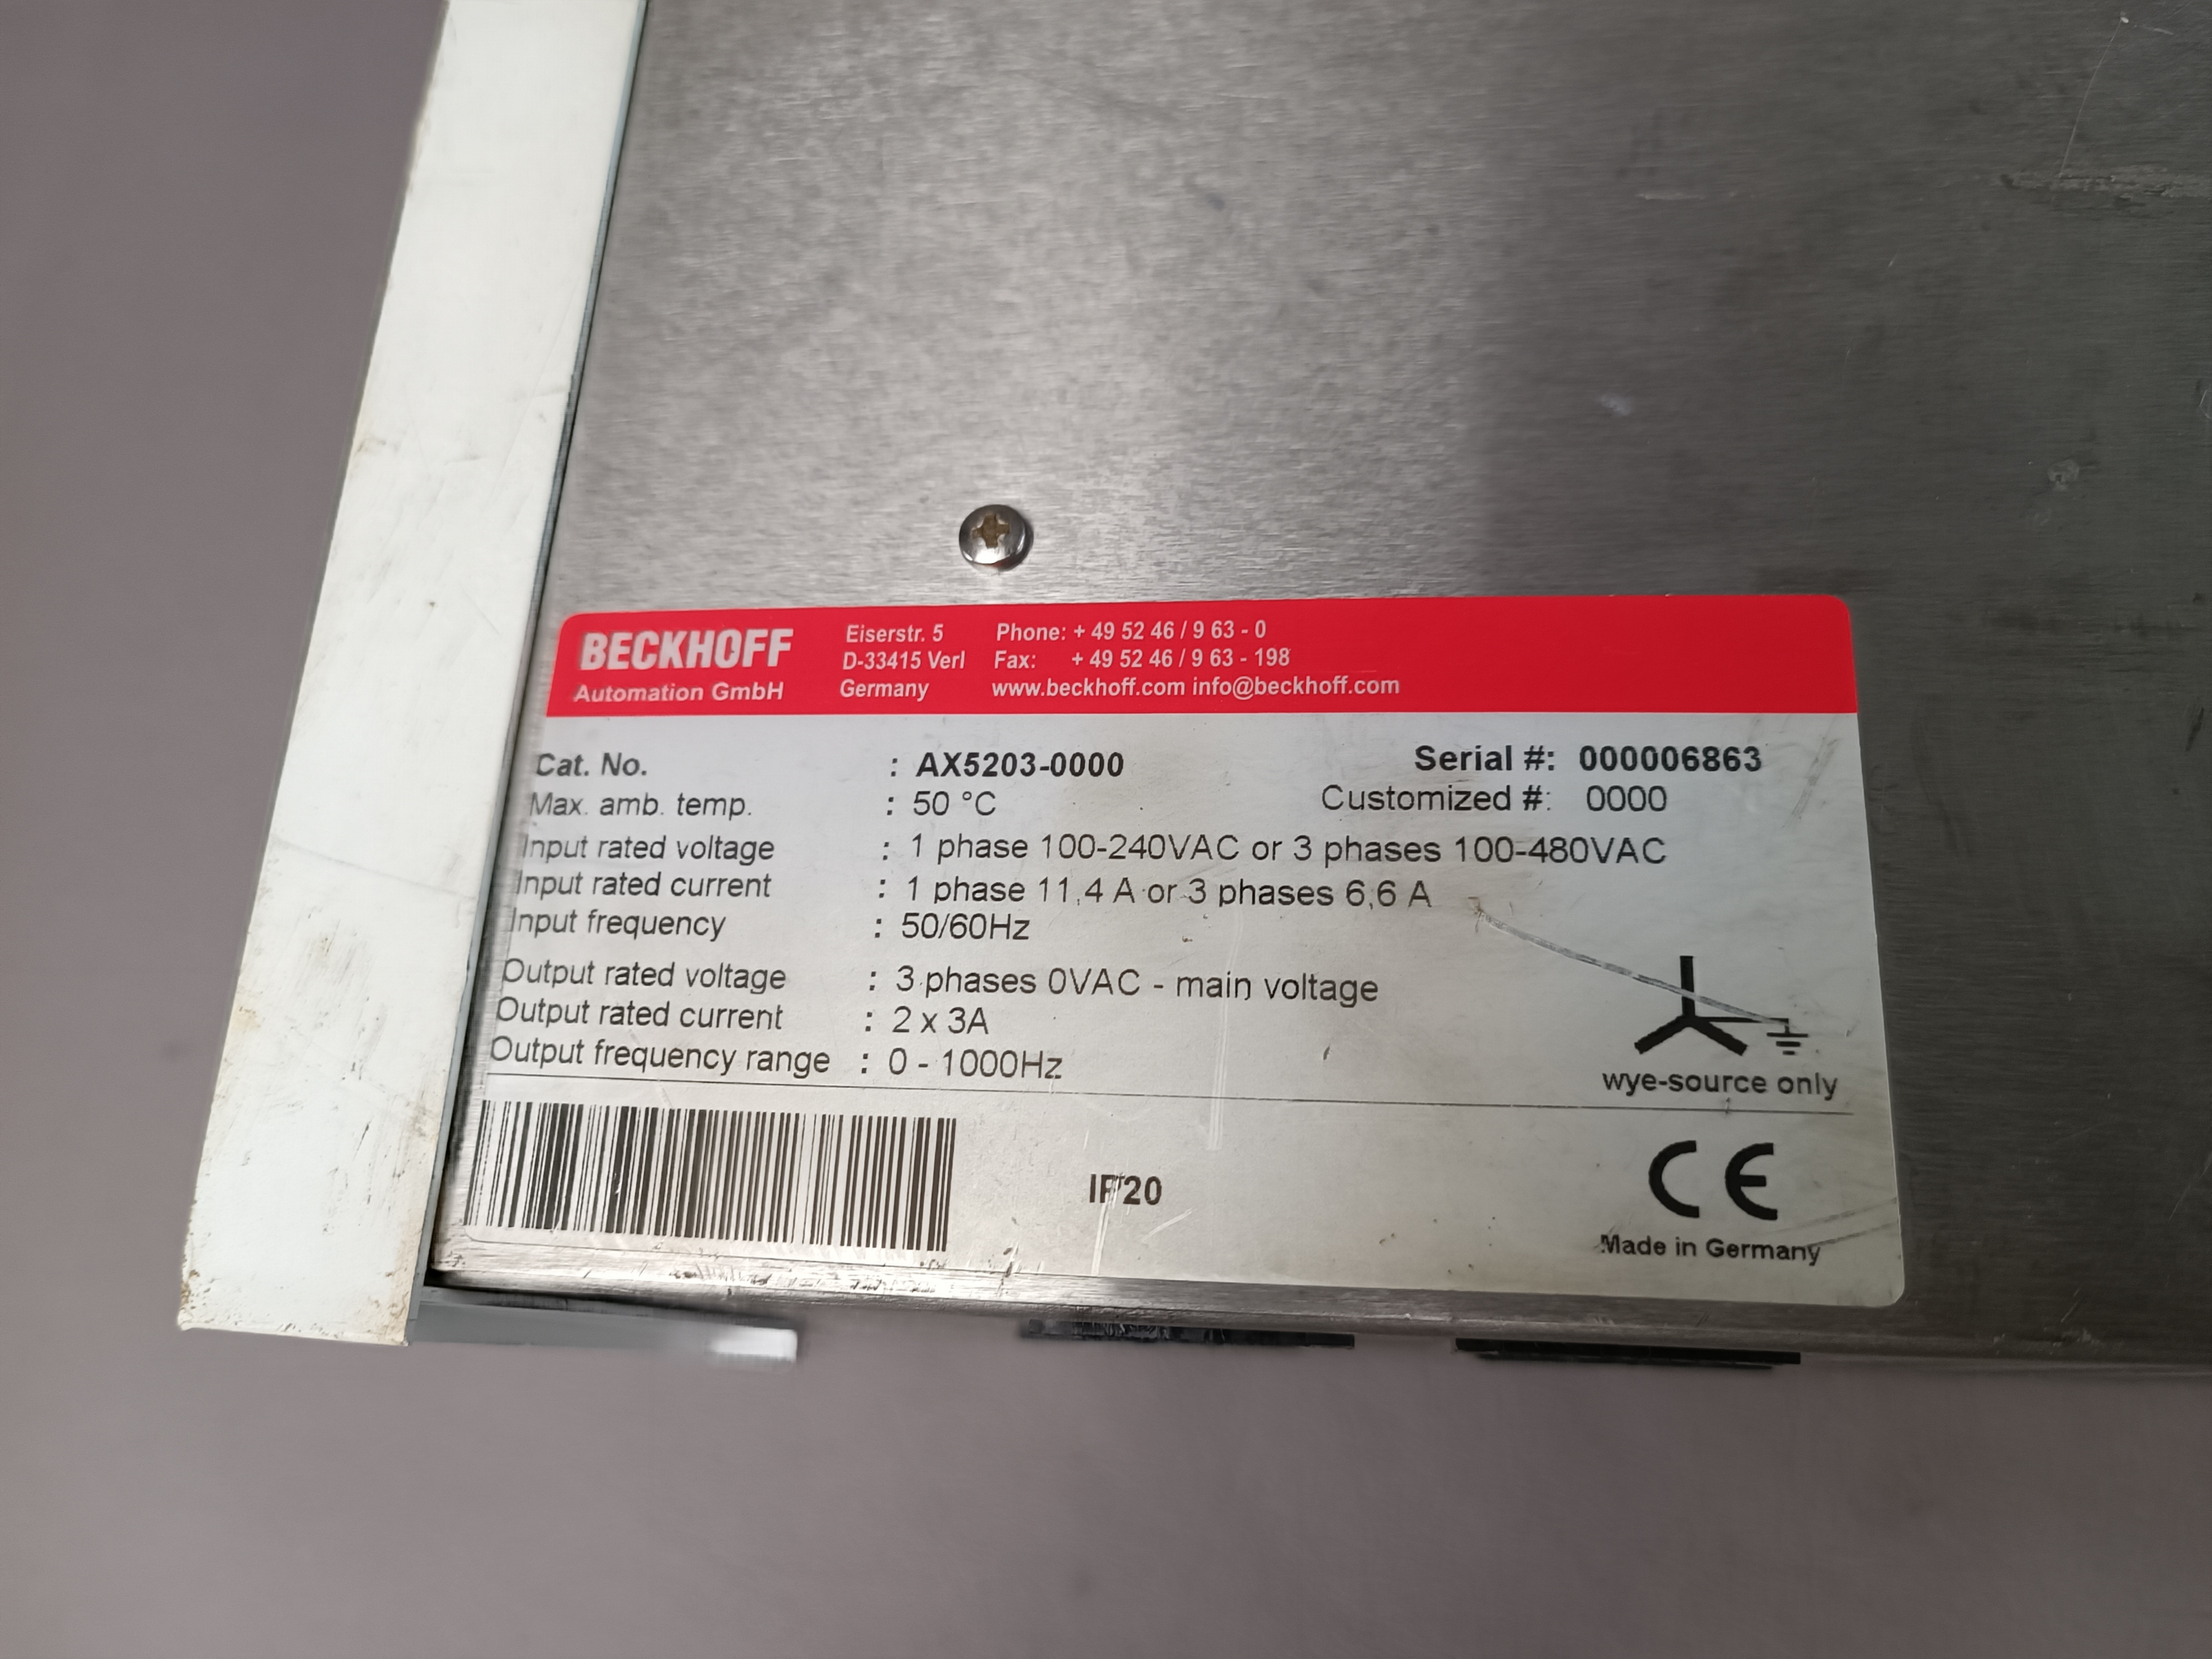 BECKHOFF
Automation GmbH
Eiserstr. 5
D-33415 Verl
Germany
Phone: + 49 52 46 / 9 63 - 0
Fax: + 49 52 46 / 9 63 - 198
www.beckhoff.com info@beckhoff.com
Cat. No. : AX5203-0000 Serial #: 000006863
Max. amb. temp. : 50 °C Customized #: 0000
Input rated voltage : 1 phase 100-240VAC or 3 phases 100-480VAC
Input rated current : 1 phase 11,4 A or 3 phases 6,6 A
Input frequency : 50/60Hz
Output rated voltage : 3 phases 0VAC - main voltage
Output rated current : 2 x 3A
Output frequency range : 0 - 1000Hz
wye-source only
IP20
CE
Made in Germany